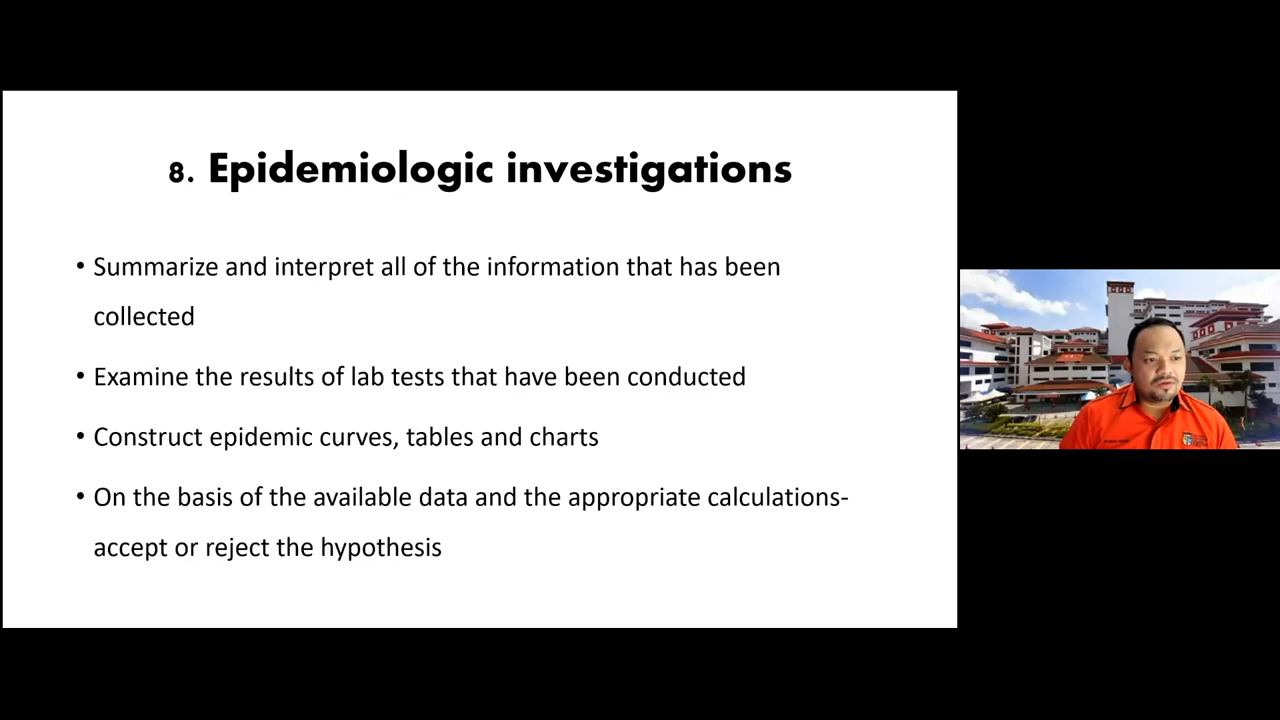 8. Epidemiologic investigations
• Summarize and interpret all of the information that has been
collected
• Examine the results of lab tests that have been conducted
• Construct epidemic curves, tables and charts
• On the basis of the available data and the appropriate calculations-
accept or reject the hypothesis